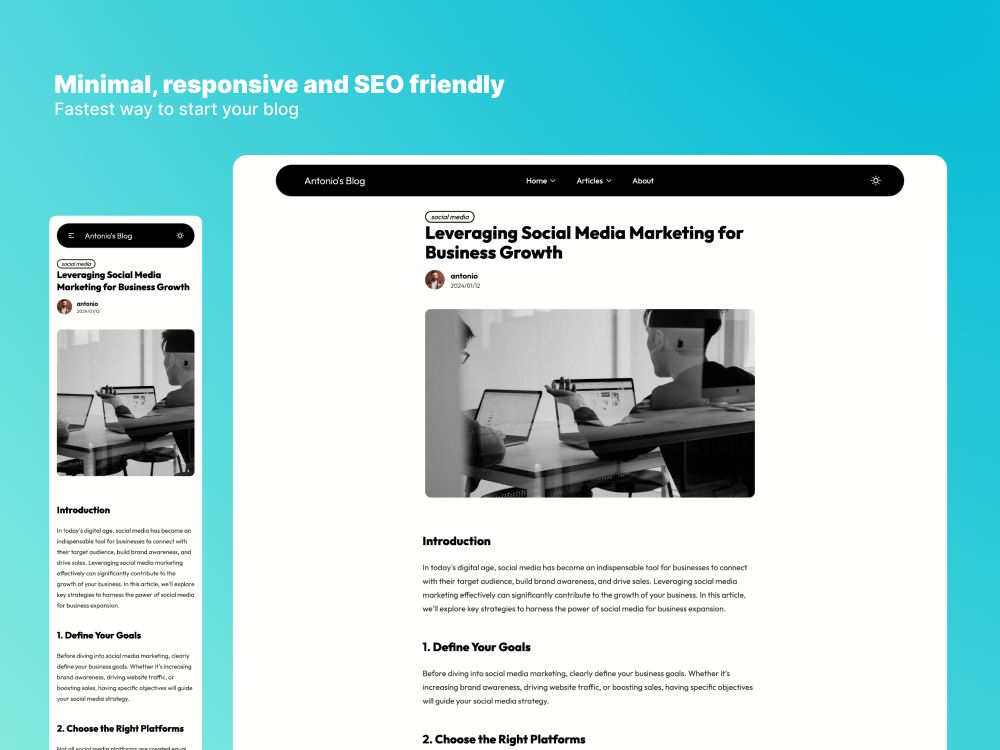 Minimal, responsive and SEO friendly
Fastest way to start your blog
Antonio's Blog
social media
Leveraging Social Media
Marketing for Business Growth
antonio
2024/01/12
Introduction
In today's digital age, social media has become an
indispensable tool for businesses to connect with
their target audience, build brand awareness, and
drive sales. Leveraging social media marketing
effectively can significantly contribute to the
growth of your business. In this article, we'll explore
key strategies to harness the power of social media
for business expansion.
1. Define Your Goals
Before diving into social media marketing, clearly
define your business goals. Whether it's increasing
brand awareness, driving website traffic, or
boosting sales, having specific objectives will guide
your social media strategy.
2. Choose the Right Platforms
Not all social media platforms are created equal
Antonio's Blog
Home
Articles
About
social media
Leveraging Social Media Marketing for
Business Growth
antonio
2024/01/12
Introduction
In today's digital age, social media has become an indispensable tool for businesses to connect
with their target audience, build brand awareness, and drive sales. Leveraging social media
marketing effectively can significantly contribute to the growth of your business. In this article,
we'll explore key strategies to harness the power of social media for business expansion.
1. Define Your Goals
Before diving into social media marketing, clearly define your business goals. Whether it's
increasing brand awareness, driving website traffic, or boosting sales, having specific objectives
will guide your social media strategy.
2. Choose the Right Platforms